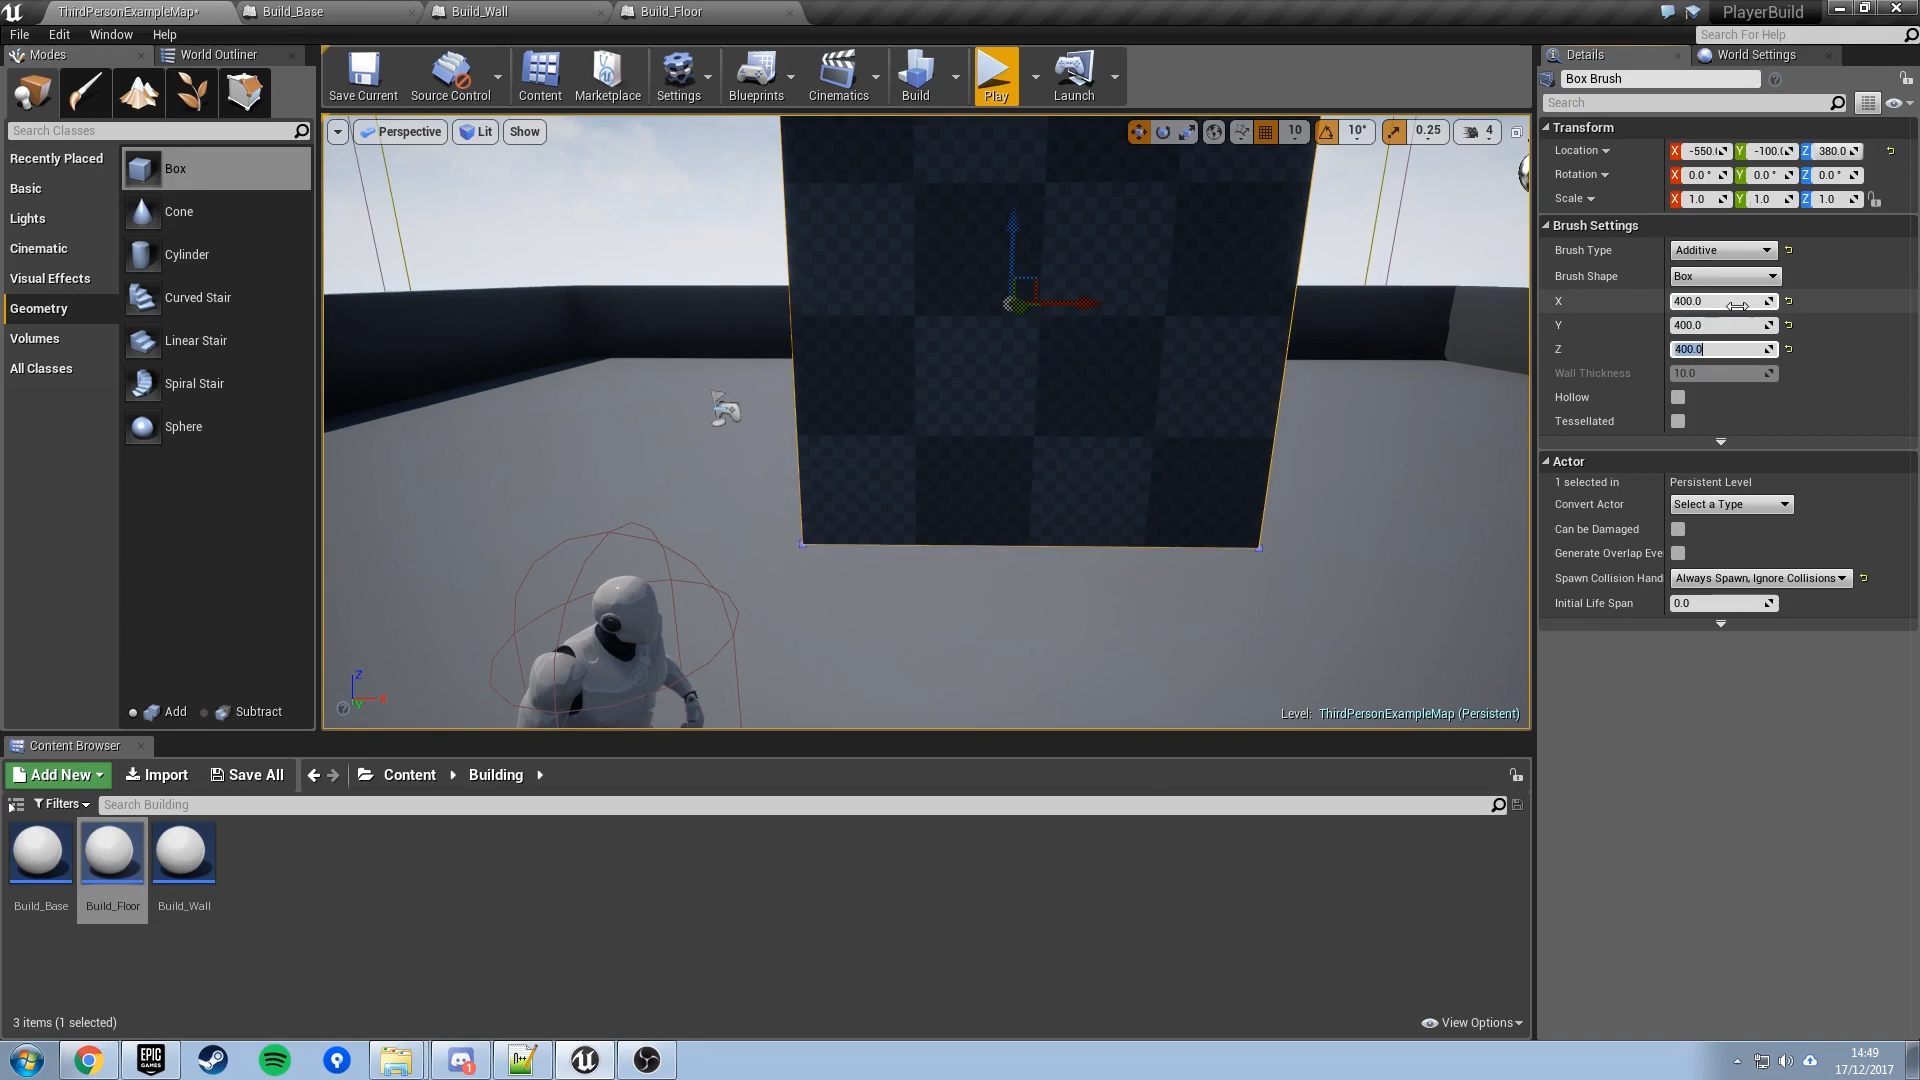 ThirdPersonExampleMap*
Build_Base
Build_Wall
Build_Floor
PlayerBuild
File Edit Window Help
Search For Help
Modes
World Outliner
Save Current
Source Control
Content
Marketplace
Settings
Blueprints
Cinematics
Build
Play
Launch
Details
World Settings
Box Brush
Search
Search Classes
Recently Placed
Basic
Lights
Cinematic
Visual Effects
Geometry
Volumes
All Classes
Box
Cone
Cylinder
Curved Stair
Linear Stair
Spiral Stair
Sphere
Add
Subtract
Perspective
Lit
Show
10
10°
0.25
4
Z
X
Y
Level: ThirdPersonExampleMap (Persistent)
Transform
Location X -550.( Y -100.( Z 380.0
Rotation X 0.0 ° Y 0.0 ° Z 0.0 °
Scale X 1.0 Y 1.0 Z 1.0
Brush Settings
Brush Type Additive
Brush Shape Box
X 400.0
Y 400.0
Z 400.0
Wall Thickness 10.0
Hollow
Tessellated
Actor
1 selected in Persistent Level
Convert Actor Select a Type
Can be Damaged
Generate Overlap Eve
Spawn Collision Hand Always Spawn, Ignore Collisions
Initial Life Span 0.0
Content Browser
Add New
Import
Save All
Content
Building
Filters
Search Building
Build_Base
Build_Floor
Build_Wall
3 items (1 selected)
View Options
EPIC
GAMES
1
14:49
17/12/2017